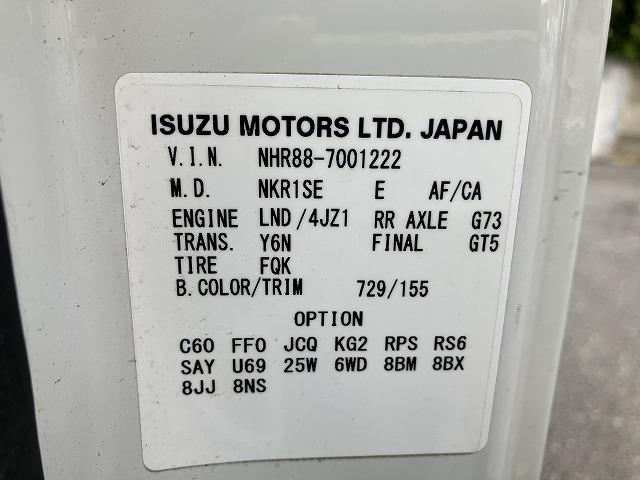 ISUZU MOTORS LTD. JAPAN
V.I.N. NHR88-7001222
M.D. NKR1SE E AF/CA
ENGINE LND/4JZ1 RR AXLE G73
TRANS. Y6N FINAL GT5
TIRE FQK
B.COLOR/TRIM 729/155
OPTION
C60 FF0 JCQ KG2 RPS RS6
SAY U69 25W 6WD 8BM 8BX
8JJ 8NS